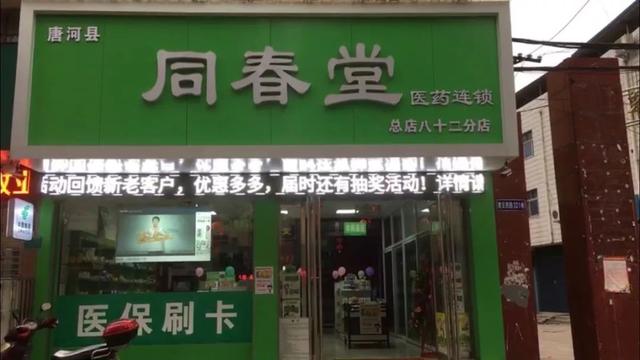 唐河县
同春堂
医药连锁
总店八十二分店
活动回馈新老客户，优惠多多，届时还有抽奖活动！详情请
医保刷卡